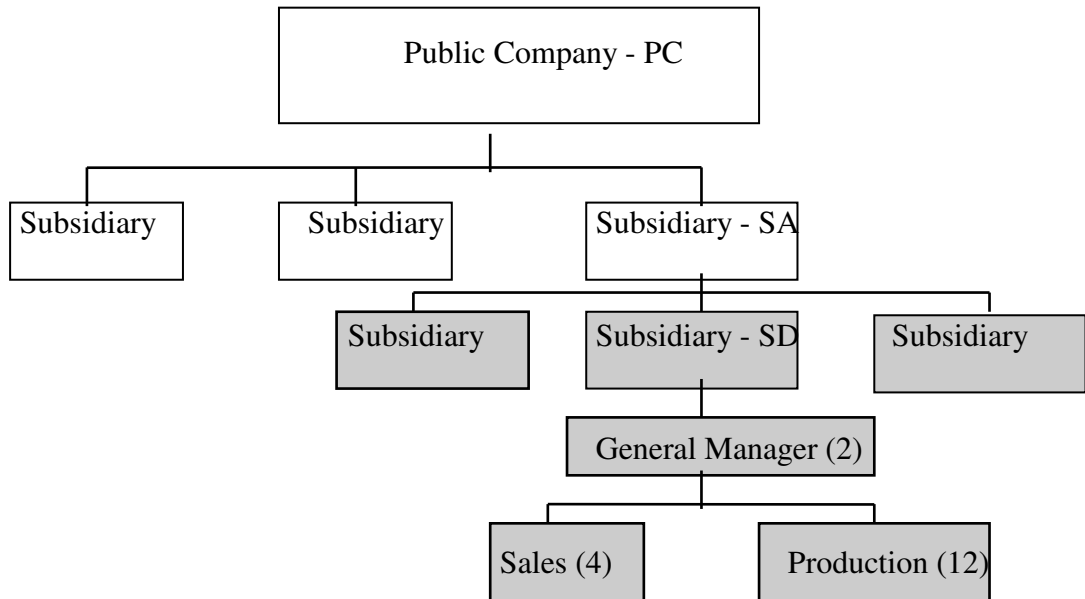 Public Company - PC
Subsidiary
Subsidiary
Subsidiary - SA
Subsidiary
Subsidiary - SD
Subsidiary
General Manager (2)
Sales (4)
Production (12)